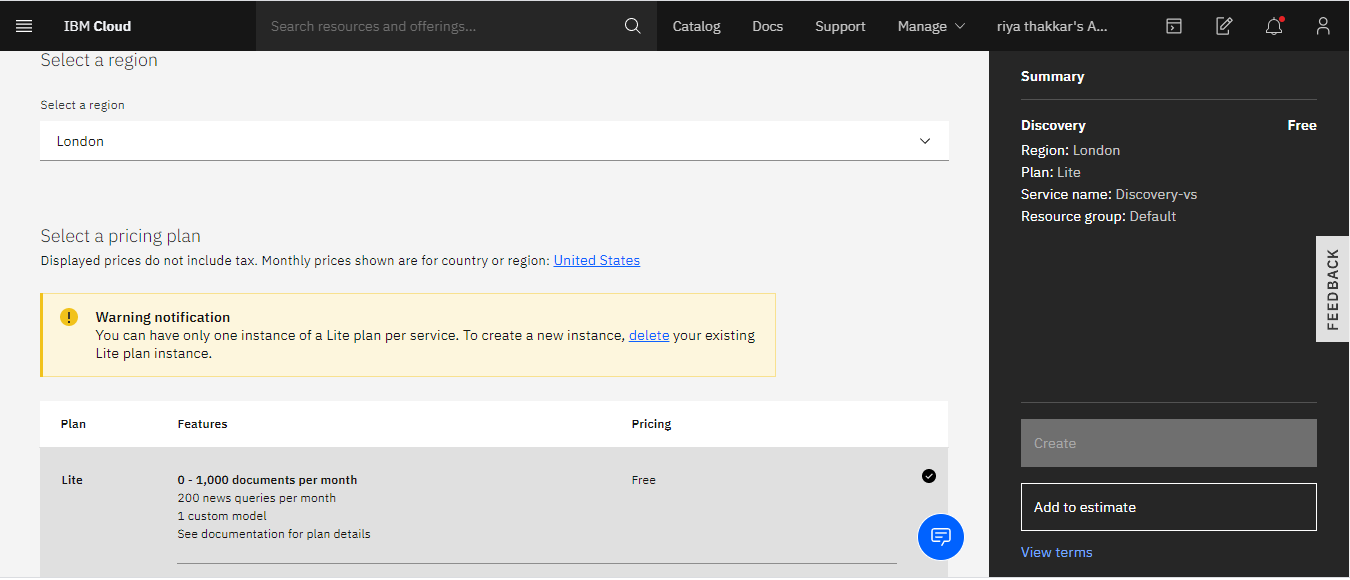 IBM Cloud
Search resources and offerings...
Catalog
Docs
Support
Manage
riya thakkar's A...
Select a region
Select a region
London
Select a pricing plan
Displayed prices do not include tax. Monthly prices shown are for country or region: United States
Warning notification
You can have only one instance of a Lite plan per service. To create a new instance, delete your existing
Lite plan instance.
Plan
Features
Pricing
Lite
0 - 1,000 documents per month
Free
200 news queries per month
1 custom model
See documentation for plan details
Summary
Discovery
Free
Region: London
Plan: Lite
Service name: Discovery-vs
Resource group: Default
FEEDBACK
Create
Add to estimate
View terms